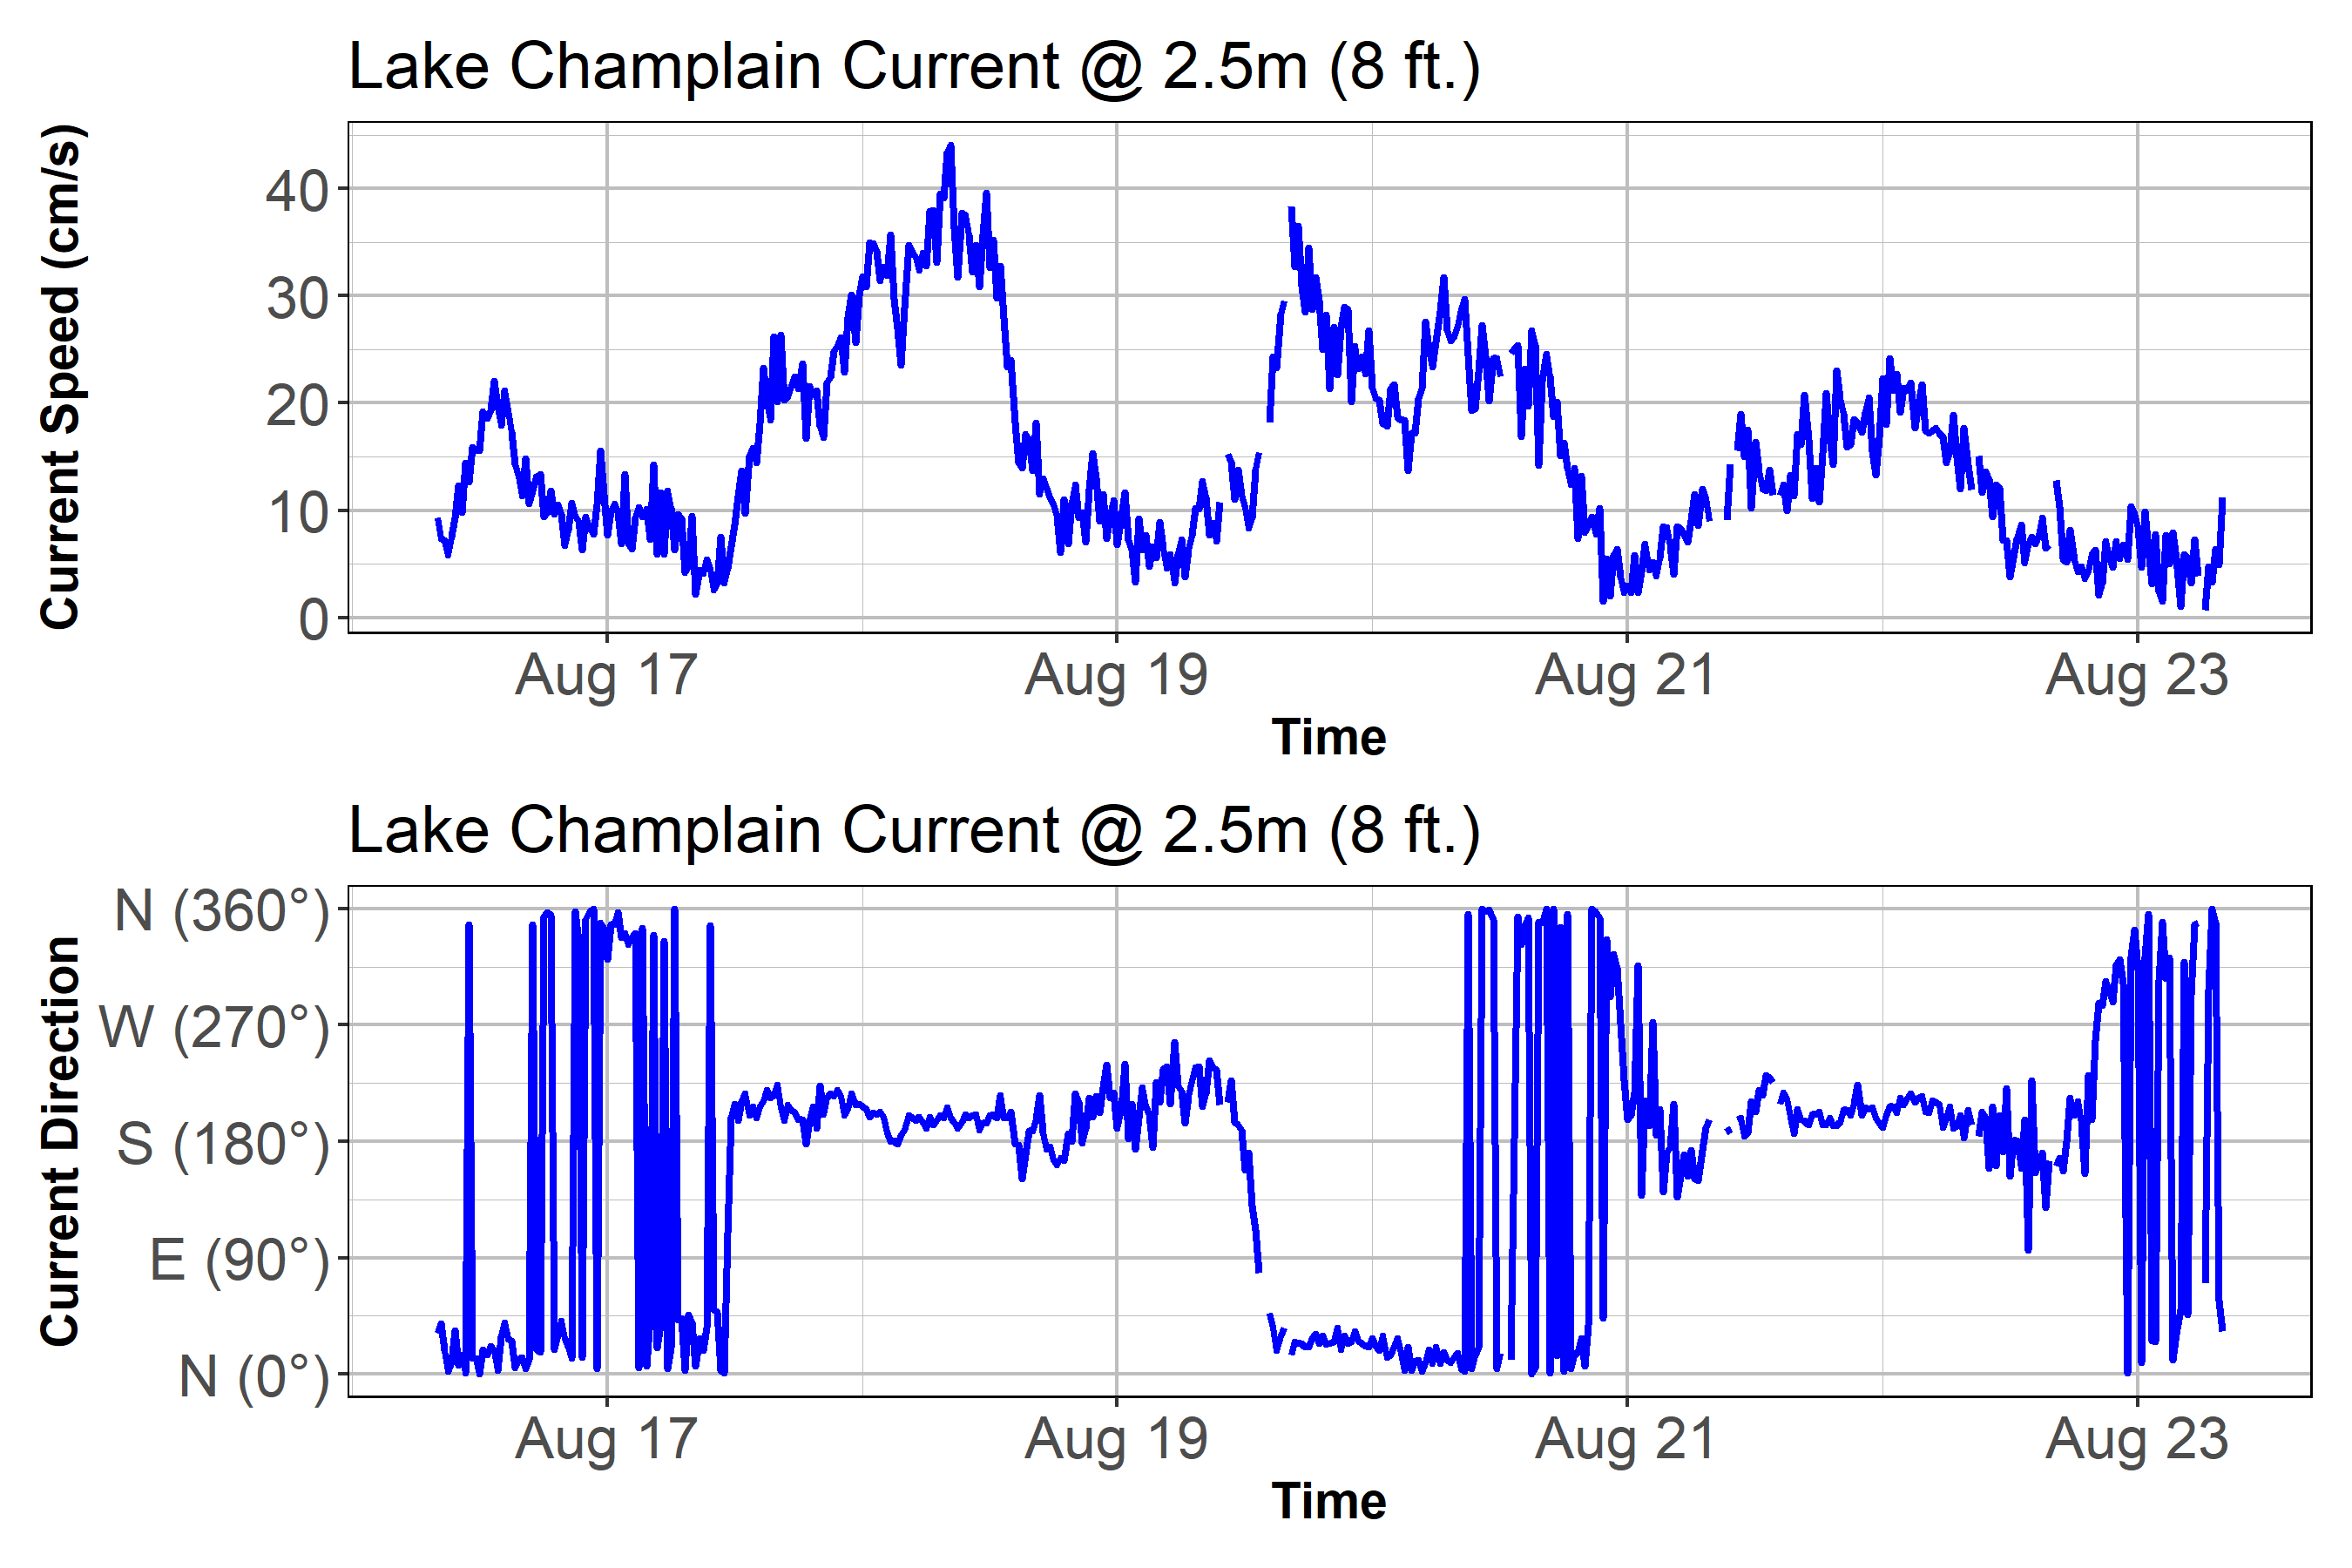 Lake Champlain Current @ 2.5m (8 ft.)
Current Speed (cm/s)
40
30
20
10
0
Aug 17 Aug 19 Aug 21 Aug 23
Time
Lake Champlain Current @ 2.5m (8 ft.)
Current Direction
N (360°)
W (270°)
S (180°)
E (90°)
N (0°)
Aug 17 Aug 19 Aug 21 Aug 23
Time